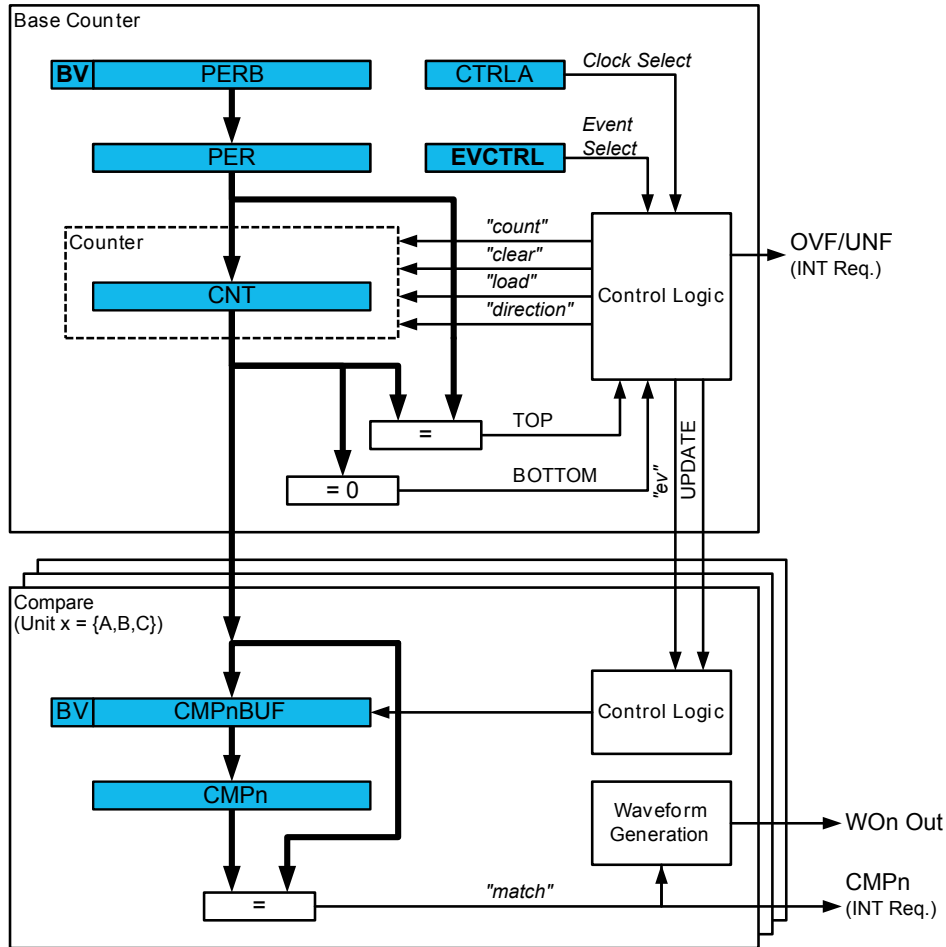 Base Counter
BV PERB
CTRLA
Clock Select
PER
EVCTRL
Event
Select
Counter
CNT
"count"
"clear"
"load"
"direction"
Control Logic
OVF/UNF
(INT Req.)
=
TOP
= 0
BOTTOM
"ev"
UPDATE
Compare
(Unit x = {A,B,C})
BV CMPnBUF
Control Logic
CMPn
Waveform
Generation
WOn Out
=
"match"
CMPn
(INT Req.)